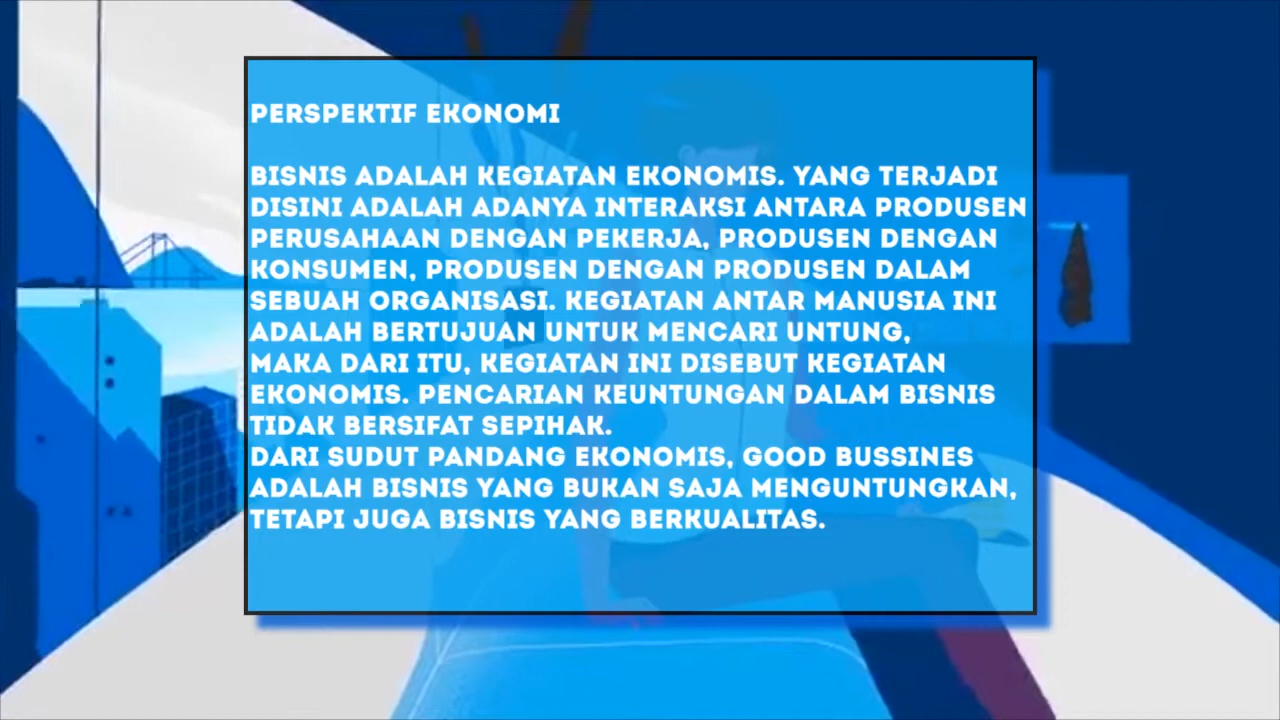 PERSPEKTIF EKONOMI
BISNIS ADALAH KEGIATAN EKONOMIS. YANG TERJADI
DISINI ADALAH ADANYA INTERAKSI ANTARA PRODUSEN
PERUSAHAAN DENGAN PEKERJA, PRODUSEN DENGAN
KONSUMEN, PRODUSEN DENGAN PRODUSEN DALAM
SEBUAH ORGANISASI. KEGIATAN ANTAR MANUSIA INI
ADALAH BERTUJUAN UNTUK MENCARI UNTUNG,
MAKA DARI ITU, KEGIATAN INI DISEBUT KEGIATAN
EKONOMIS. PENCARIAN KEUNTUNGAN DALAM BISNIS
TIDAK BERSIFAT SEPIHAK.
DARI SUDUT PANDANG EKONOMIS, GOOD BUSSINES
ADALAH BISNIS YANG BUKAN SAJA MENGUNTUNGKAN,
TETAPI JUGA BISNIS YANG BERKUALITAS.